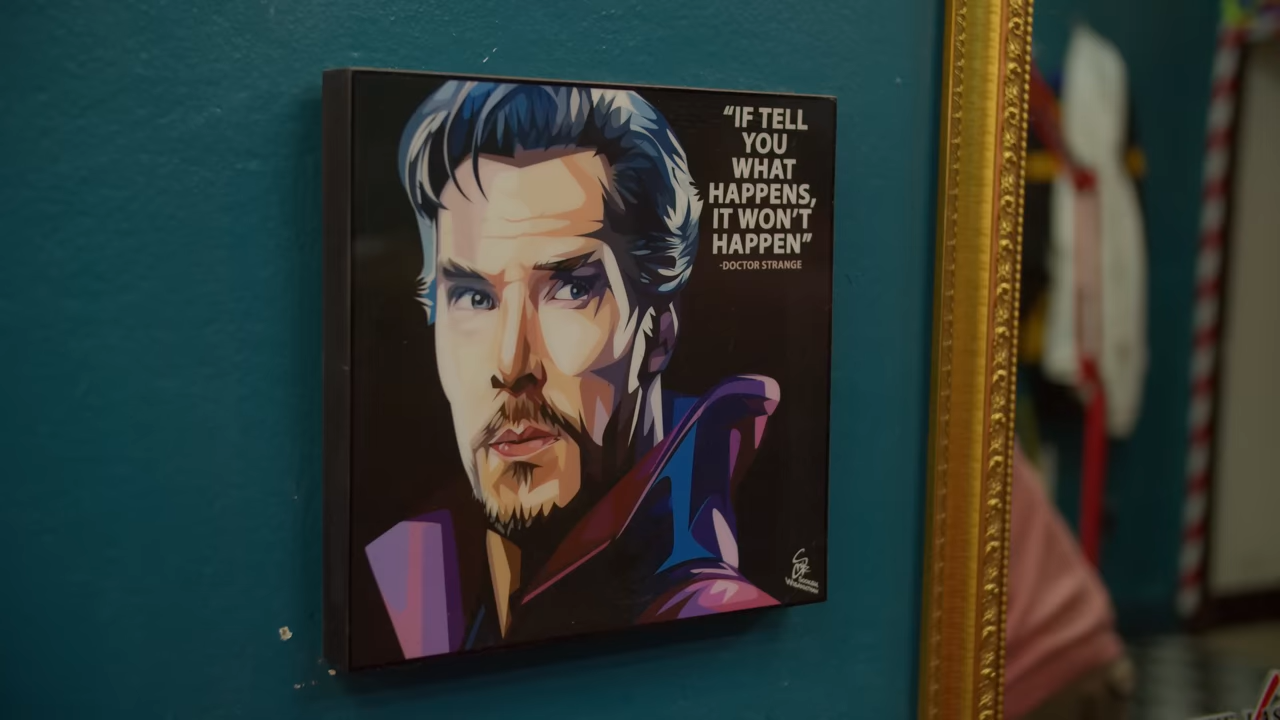 “IF TELL
YOU
WHAT
HAPPENS,
IT WON’T
HAPPEN”
-DOCTOR STRANGE